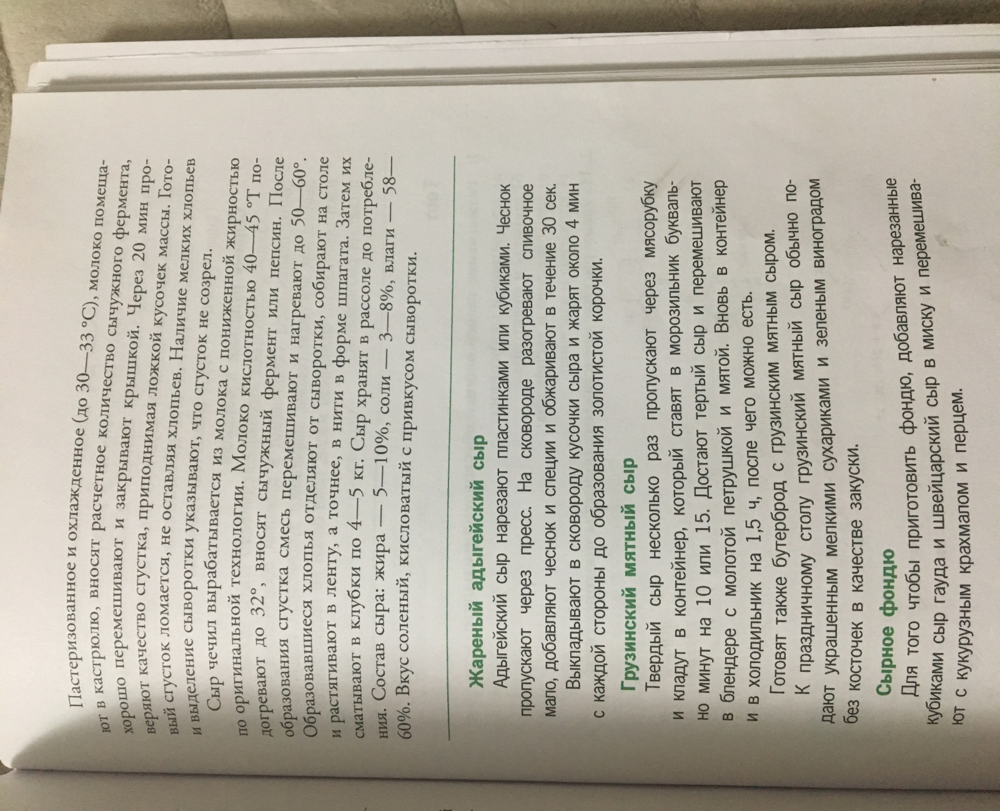 Пастеризованное и охлажденное (до 30—33 °С), молоко помеща-
ют в кастрюлю, вносят расчетное количество сычужного фермента,
хорошо перемешивают и закрывают крышкой. Через 20 мин про-
веряют качество сгустка, приподнимая ложкой кусочек массы. Гото-
вый сгусток ломается, не оставляя хлопьев. Наличие мелких хлопьев
и выделение сыворотки указывают, что сгусток не созрел.
Сыр чечил вырабатывается из молока с пониженной жирностью
по оригинальной технологии. Молоко кислотностью 40—45 °Т по-
догревают до 32°, вносят сычужный фермент или пепсин. После
образования сгустка смесь перемешивают и нагревают до 50—60°.
Образовавшиеся хлопья отделяют от сыворотки, собирают на столе
и растягивают в ленту, а точнее, в нити в форме шпагата. Затем их
сматывают в клубки по 4—5 кг. Сыр хранят в рассоле до потребле-
ния. Состав сыра: жира — 5—10%, соли — 3—8%, влаги — 58—
60%. Вкус соленый, кисловатый с привкусом сыворотки.
Жареный адыгейский сыр
Адыгейский сыр нарезают пластинками или кубиками. Чеснок
пропускают через пресс. На сковороде разогревают сливочное
мало, добавляют чеснок и специи и обжаривают в течение 30 сек.
Выкладывают в сковороду кусочки сыра и жарят около 4 мин
с каждой стороны до образования золотистой корочки.
Грузинский мятный сыр
Твердый сыр несколько раз пропускают через мясорубку
и кладут в контейнер, который ставят в морозильник букваль-
но минут на 10 или 15. Достают тертый сыр и перемешивают
в блендере с молотой петрушкой и мятой. Вновь в контейнер
и в холодильник на 1,5 ч, после чего можно есть.
Готовят также бутерброд с грузинским мятным сыром.
К праздничному столу грузинский мятный сыр обычно по-
дают украшенным мелкими сухариками и зеленым виноградом
без косточек в качестве закуски.
Сырное фондю
Для того чтобы приготовить фондю, добавляют нарезанные
кубиками сыр гауда и швейцарский сыр в миску и перемешива-
ют с кукурузным крахмалом и перцем.